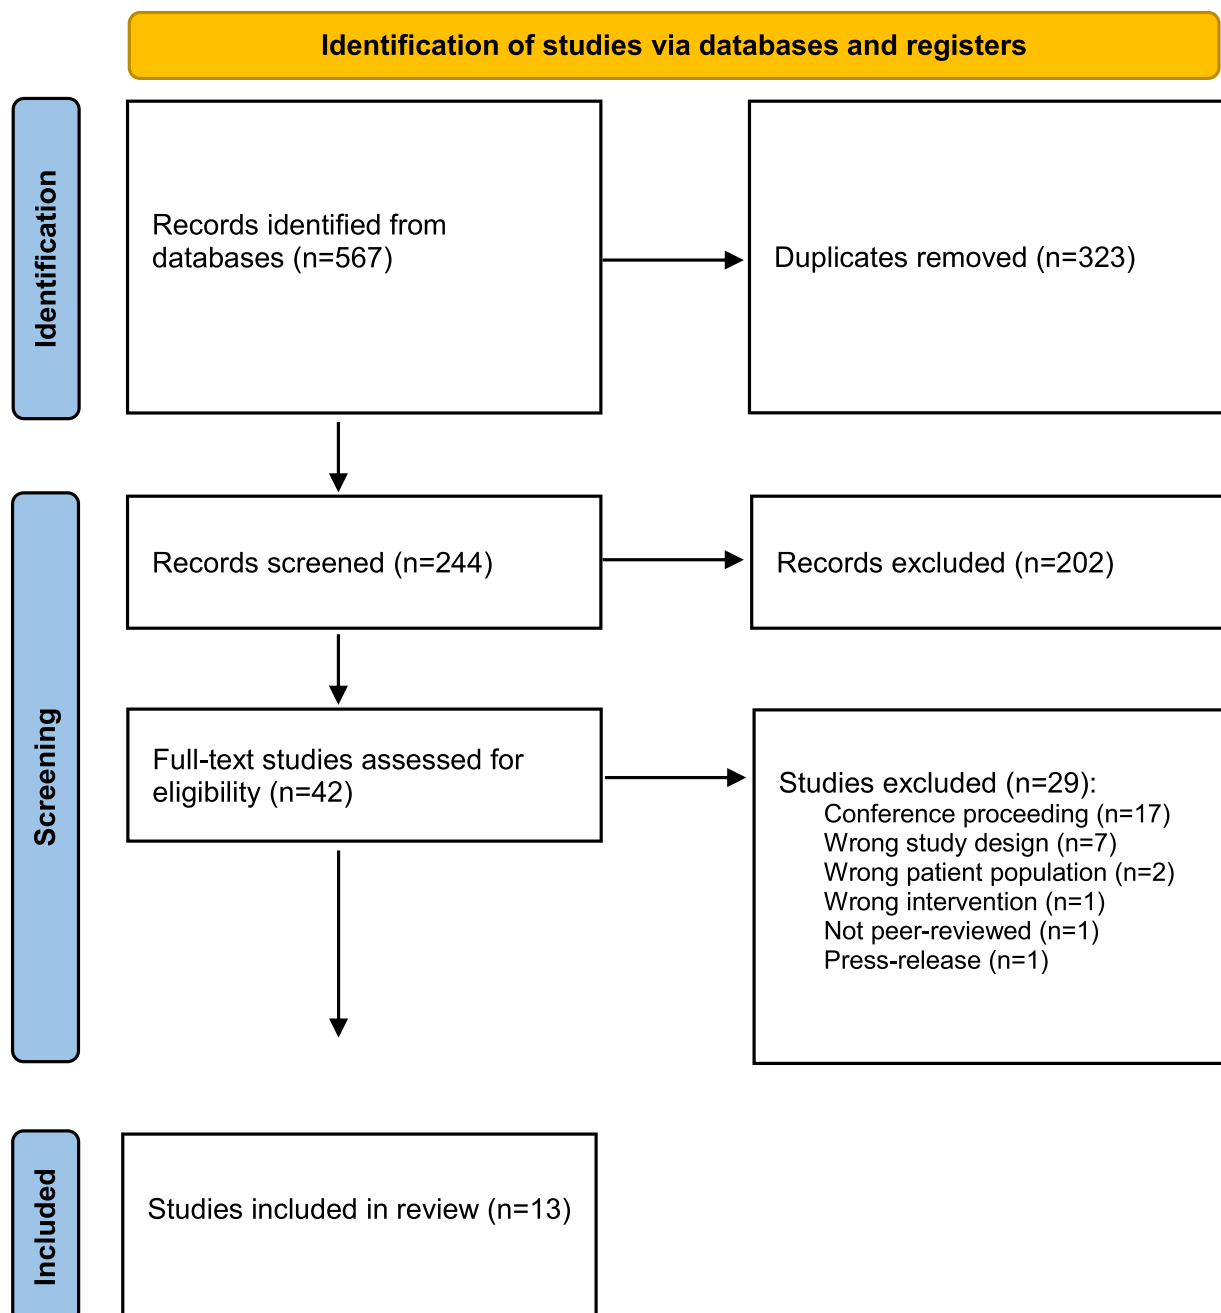 Identification of studies via databases and registers
Identification
Records identified from
databases (n=567)
Duplicates removed (n=323)
Screening
Records screened (n=244)
Records excluded (n=202)
Full-text studies assessed for
eligibility (n=42)
Studies excluded (n=29):
Conference proceeding (n=17)
Wrong study design (n=7)
Wrong patient population (n=2)
Wrong intervention (n=1)
Not peer-reviewed (n=1)
Press-release (n=1)
Included
Studies included in review (n=13)